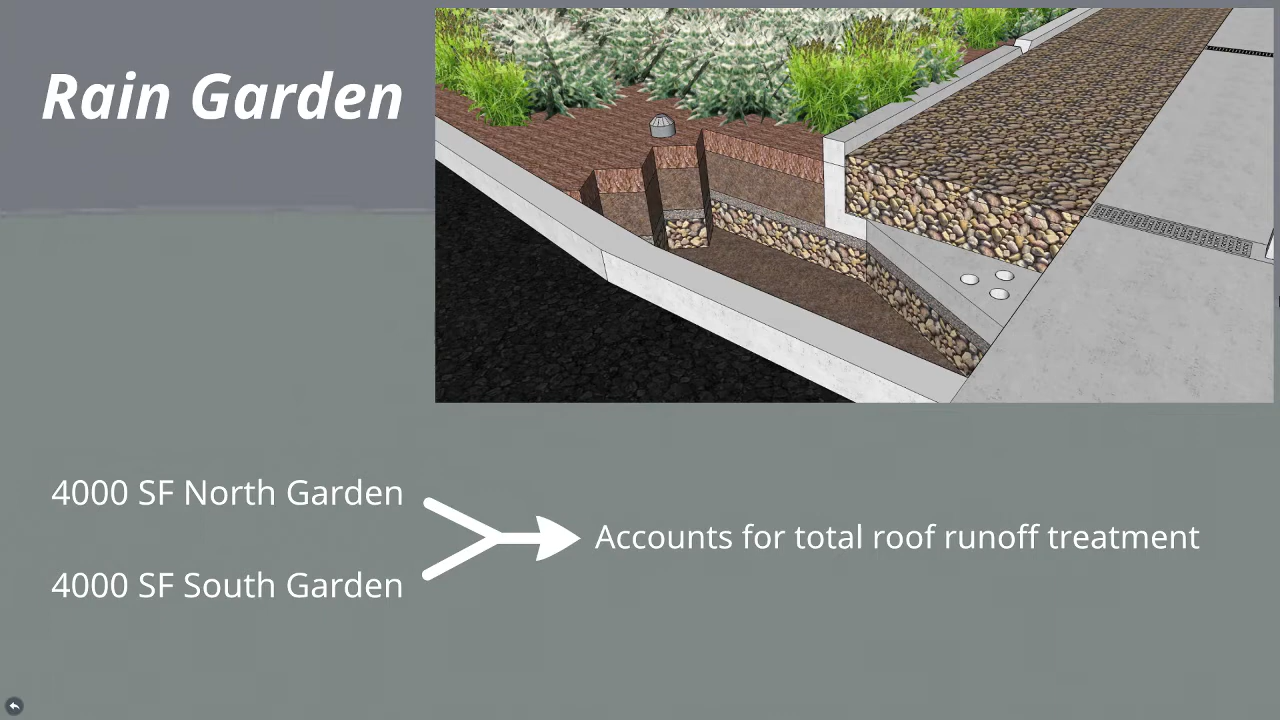 Rain Garden
4000 SF North Garden
Accounts for total roof runoff treatment
4000 SF South Garden